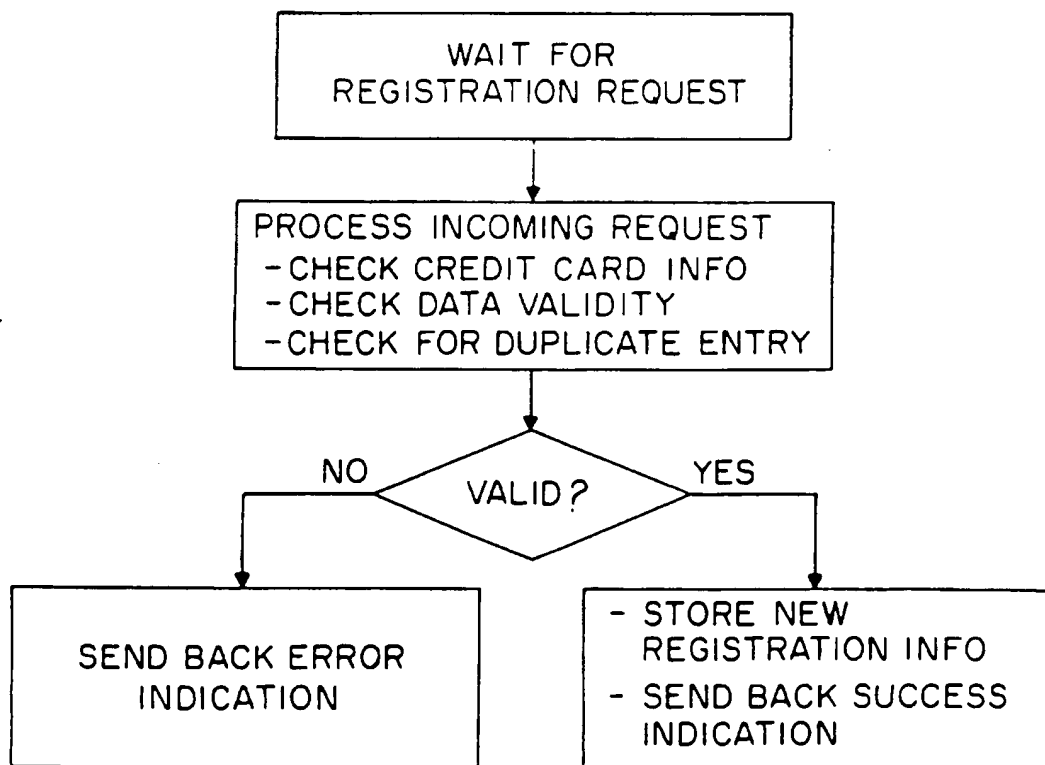 WAIT FOR
REGISTRATION REQUEST
PROCESS INCOMING REQUEST
-CHECK CREDIT CARD INFO
-CHECK DATA VALIDITY
-CHECK FOR DUPLICATE ENTRY
NO
VALID?
YES
SEND BACK ERROR
INDICATION
- STORE NEW
REGISTRATION INFO
- SEND BACK SUCCESS
INDICATION